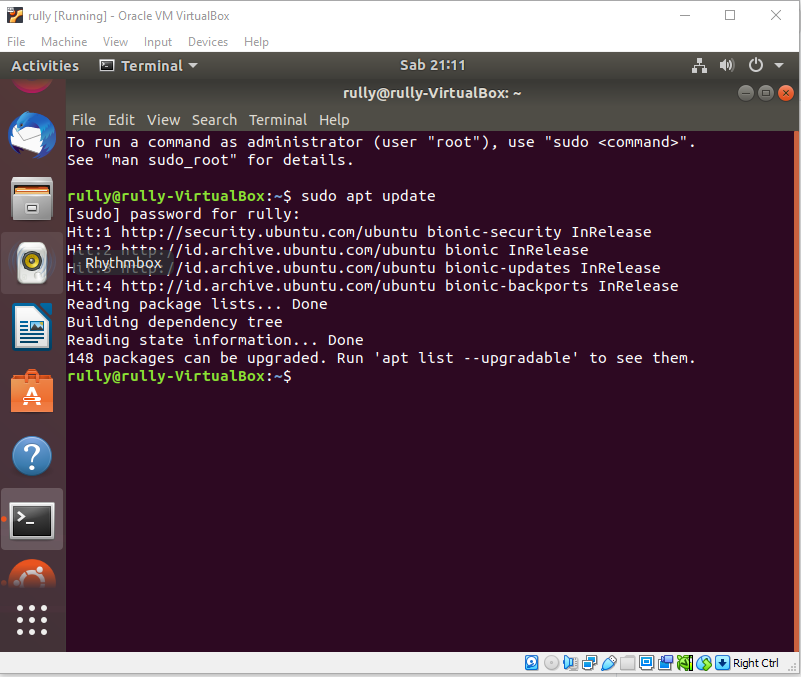 rully [Running] - Oracle VM VirtualBox
File Machine View Input Devices Help
Activities Terminal Sab 21:11
rully@rully-VirtualBox: ~
File Edit View Search Terminal Help
To run a command as administrator (user "root"), use "sudo <command>".
See "man sudo_root" for details.
rully@rully-VirtualBox:~$ sudo apt update
[sudo] password for rully:
Hit:1 http://security.ubuntu.com/ubuntu bionic-security InRelease
Hit:2 http://id.archive.ubuntu.com/ubuntu bionic InRelease
Rhythmbox
Hit:3 http://id.archive.ubuntu.com/ubuntu bionic-updates InRelease
Hit:4 http://id.archive.ubuntu.com/ubuntu bionic-backports InRelease
Reading package lists... Done
Building dependency tree
Reading state information... Done
148 packages can be upgraded. Run 'apt list --upgradable' to see them.
rully@rully-VirtualBox:~$
Right Ctrl